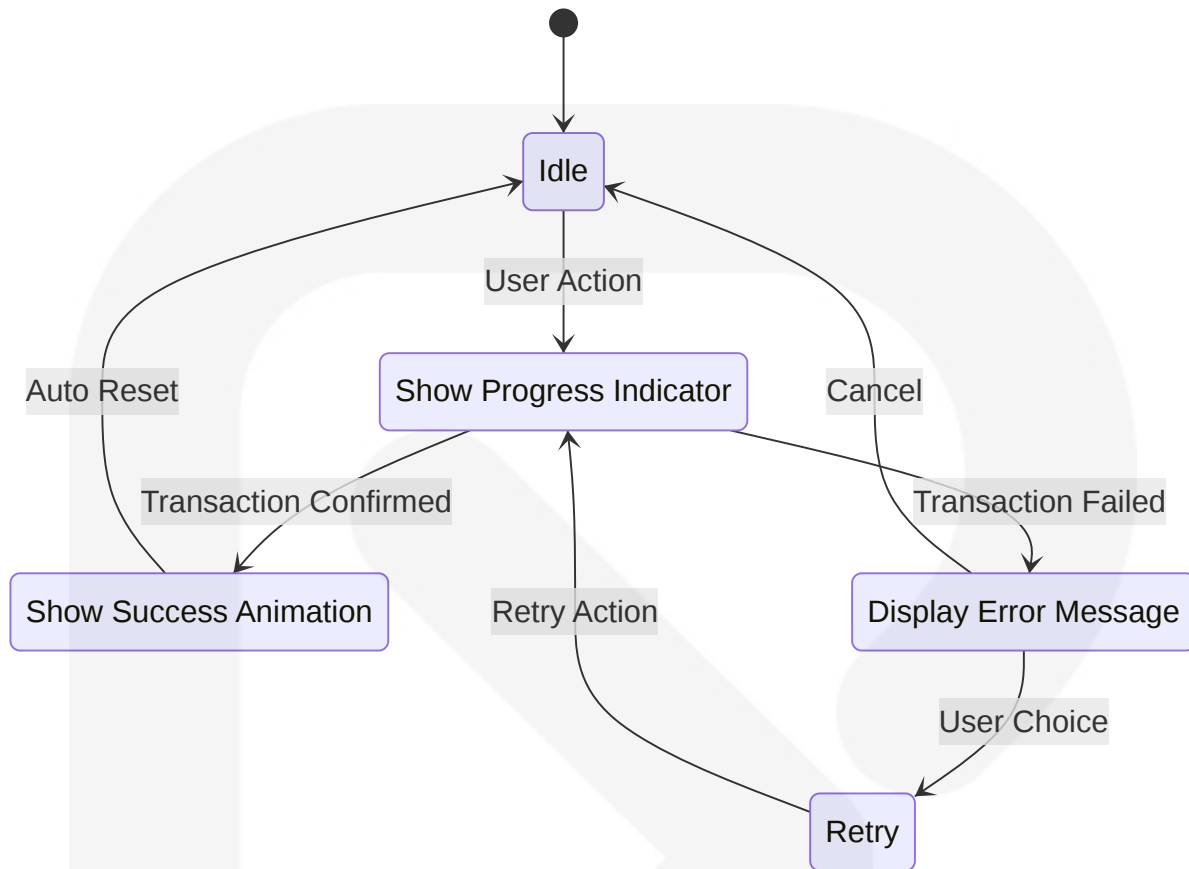 Idle
User Action
Show Progress Indicator
Auto Reset
Cancel
Transaction Confirmed
Transaction Failed
Show Success Animation
Retry Action
Display Error Message
User Choice
Retry